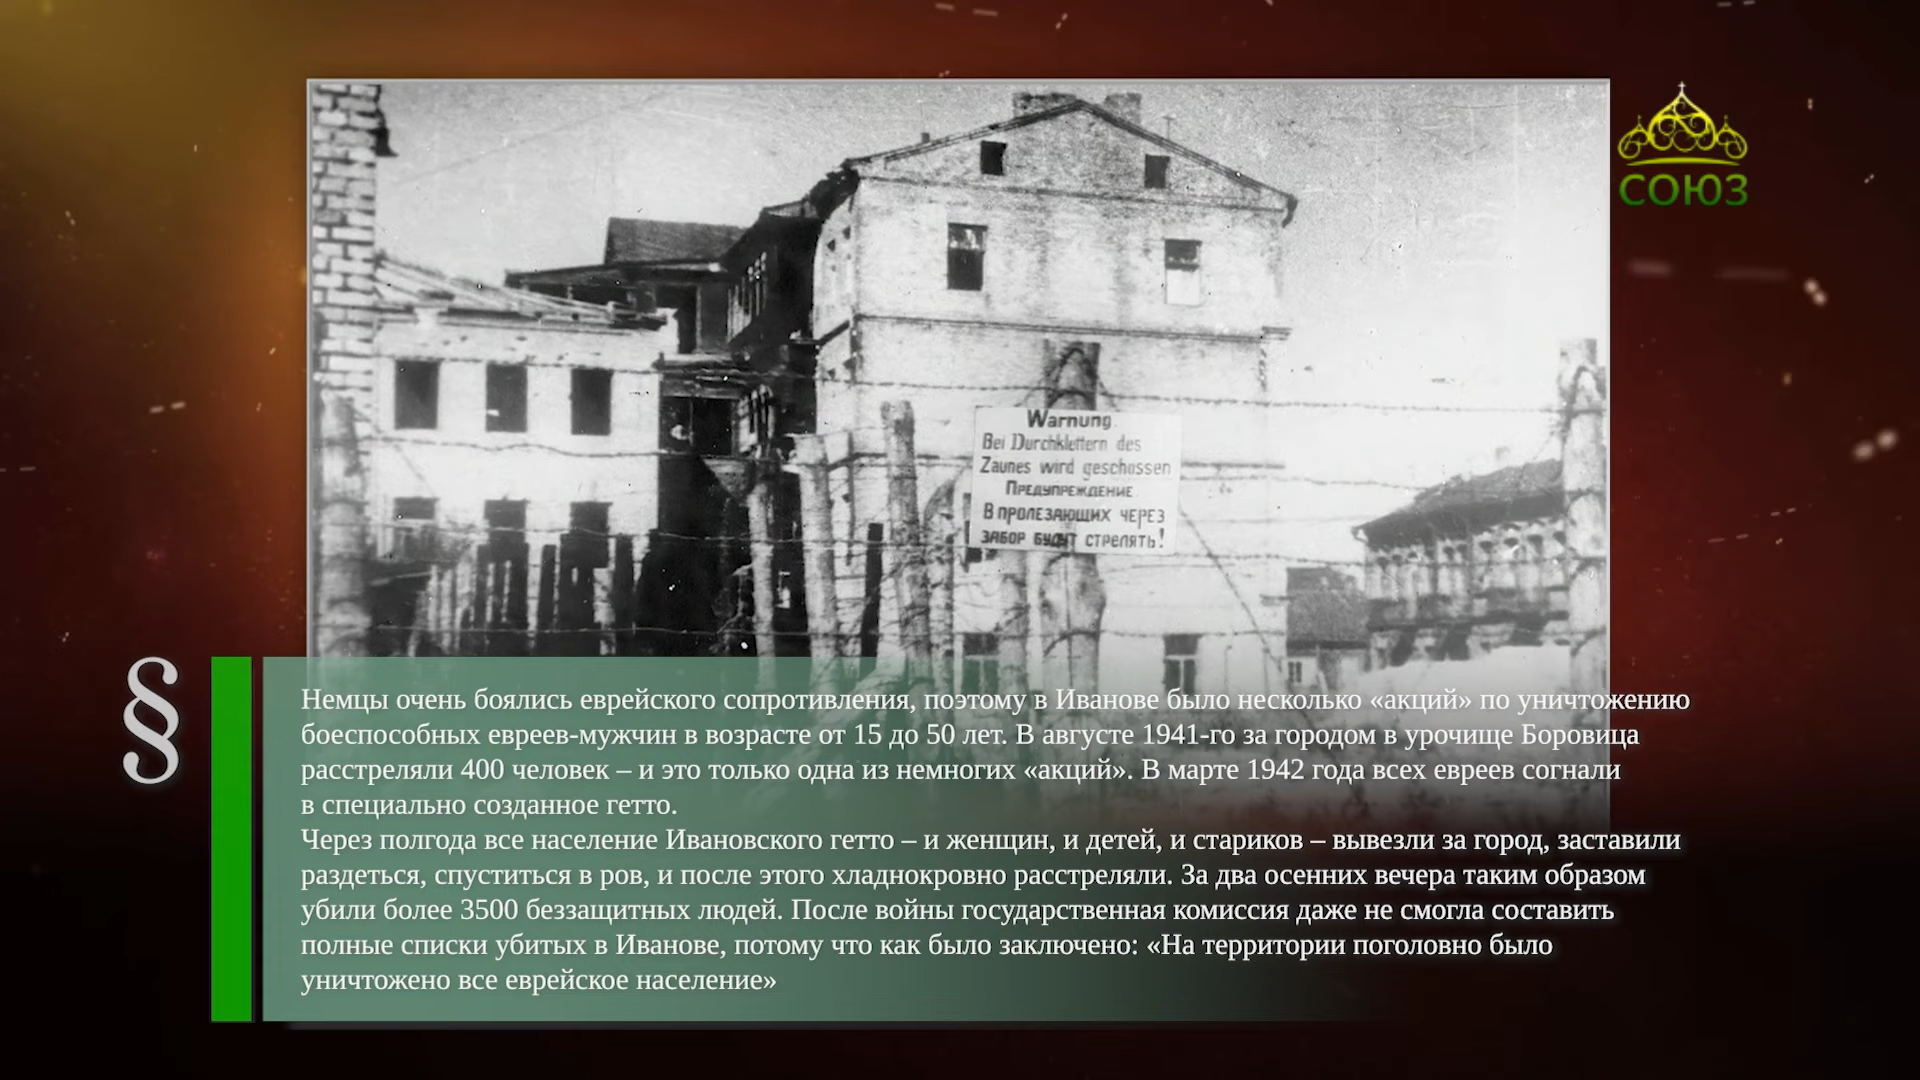 СОЮЗ
Warnung.
Bei Durchklettern des
Zaunes wird geschossen
Предупреждение.
В пролезающих через
забор будут стрелять!
§
Немцы очень боялись еврейского сопротивления, поэтому в Иванове было несколько «акций» по уничтожению
боеспособных евреев-мужчин в возрасте от 15 до 50 лет. В августе 1941-го за городом в урочище Боровица
расстреляли 400 человек – и это только одна из немногих «акций». В марте 1942 года всех евреев согнали
в специально созданное гетто.
Через полгода все население Ивановского гетто – и женщин, и детей, и стариков – вывезли за город, заставили
раздеться, спуститься в ров, и после этого хладнокровно расстреляли. За два осенних вечера таким образом
убили более 3500 беззащитных людей. После войны государственная комиссия даже не смогла составить
полные списки убитых в Иванове, потому что как было заключено: «На территории поголовно было
уничтожено все еврейское население»